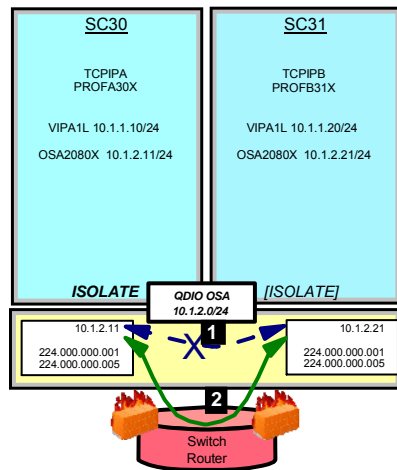 SC30
TCPIPA
PROFA30X
VIPA1L 10.1.1.10/24
OSA2080X 10.1.2.11/24
ISOLATE
SC31
TCPIPB
PROFB31X
VIPA1L 10.1.1.20/24
OSA2080X 10.1.2.21/24
[ISOLATE]
QDIO OSA
10.1.2.0/24
10.1.2.11
224.000.000.001
224.000.000.005
1
X
10.1.2.21
224.000.000.001
224.000.000.005
2
Switch
Router